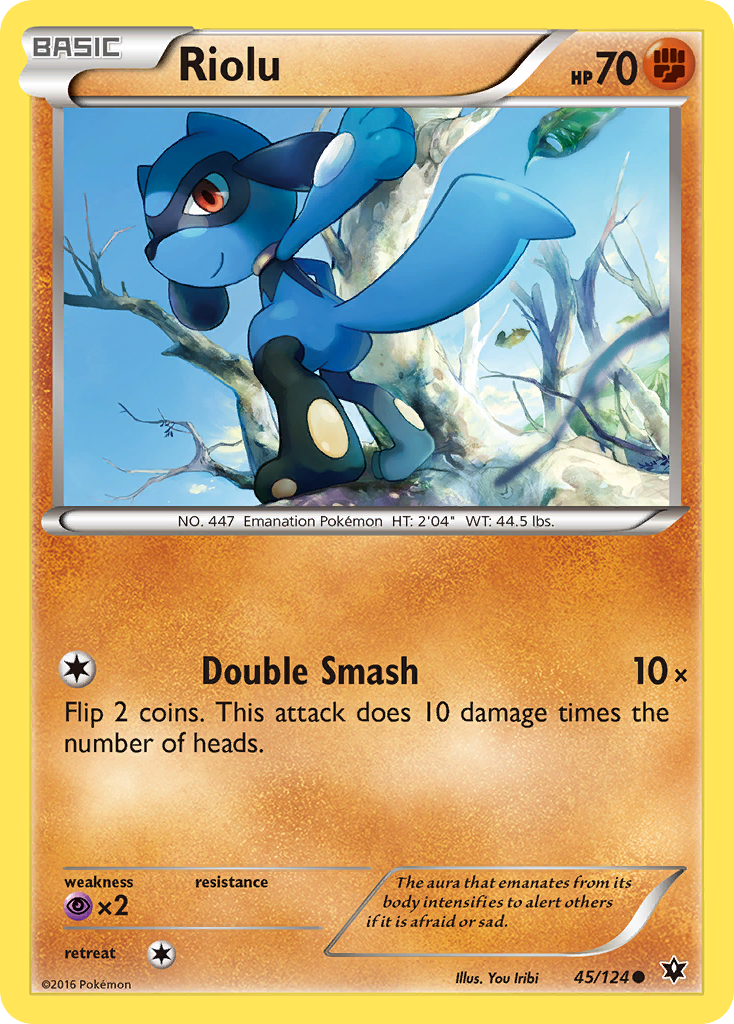 BASIC
Riolu
HP 70
NO. 447 Emanation Pokémon HT: 2'04" WT: 44.5 lbs.
Double Smash 10×
Flip 2 coins. This attack does 10 damage times the
number of heads.
weakness resistance
×2
The aura that emanates from its
body intensifies to alert others
if it is afraid or sad.
retreat
©2016 Pokémon
Illus. You Iribi 45/124